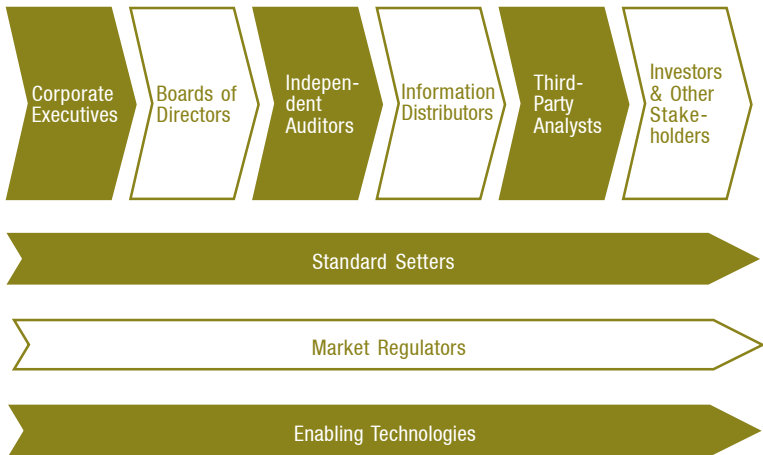 Corporate
Executives
Boards of
Directors
Indepen-
dent
Auditors
Information
Distributors
Third-
Party
Analysts
Investors
& Other
Stake-
holders
Standard Setters
Market Regulators
Enabling Technologies